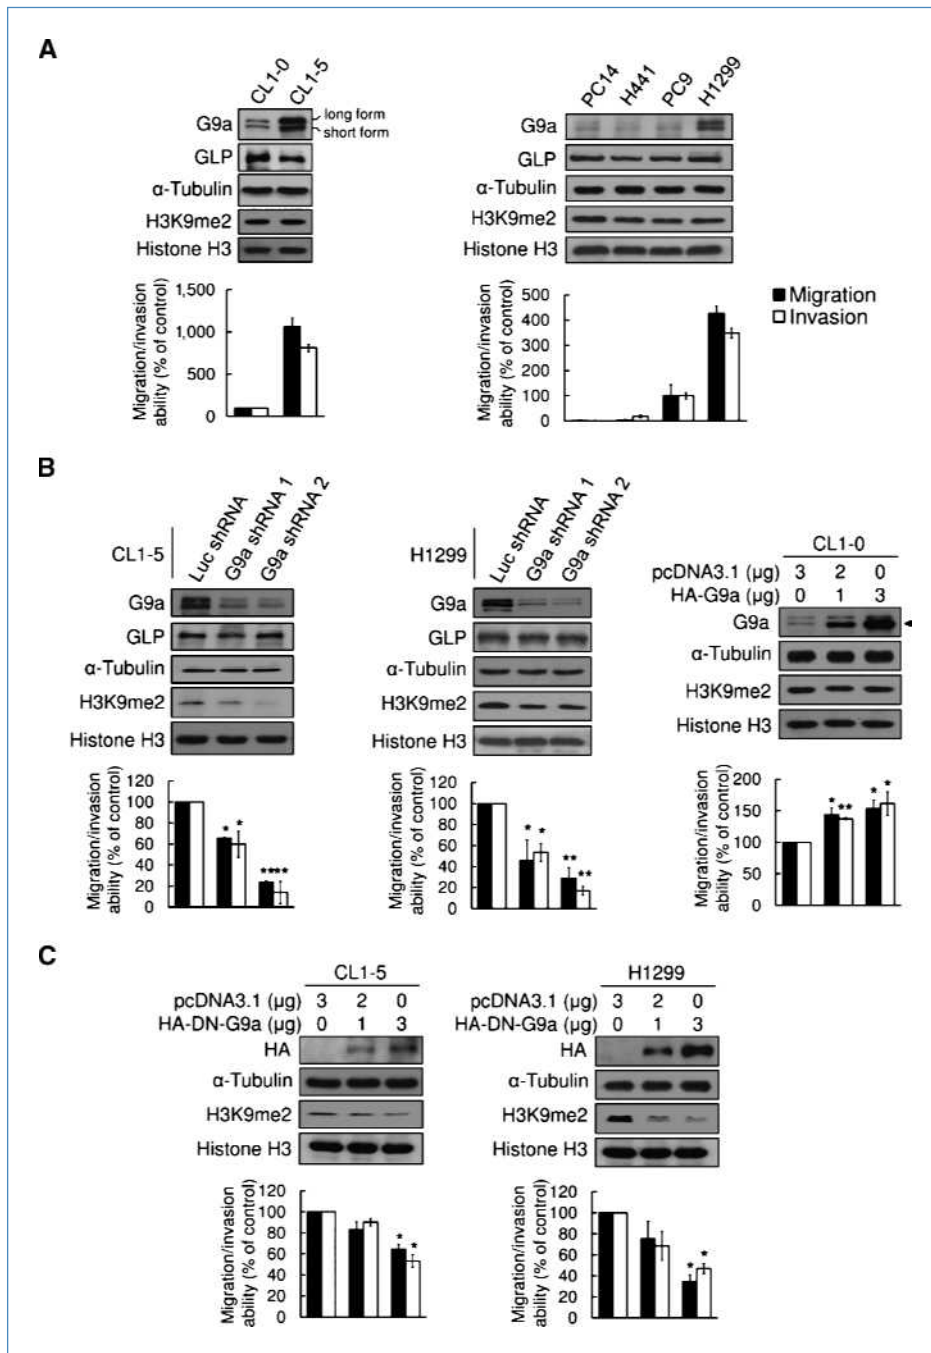 A
CL1-0
CL1-5
G9a
long form
short form
GLP
α-Tubulin
H3K9me2
Histone H3
Migration/invasion
ability (% of control)
1,500
1,000
500
0
PC14
H441
PC9
H1299
G9a
GLP
α-Tubulin
H3K9me2
Histone H3
Migration/invasion
ability (% of control)
500
400
300
200
100
0
Migration
Invasion
B
CL1-5
Luc shRNA
G9a shRNA 1
G9a shRNA 2
G9a
GLP
α-Tubulin
H3K9me2
Histone H3
Migration/invasion
ability (% of control)
120
100
80
60
40
20
0
* *
****
H1299
Luc shRNA
G9a shRNA 1
G9a shRNA 2
G9a
GLP
α-Tubulin
H3K9me2
Histone H3
Migration/invasion
ability (% of control)
120
100
80
60
40
20
0
* *
** **
CL1-0
pcDNA3.1 (µg) 3 2 0
HA-G9a (µg) 0 1 3
G9a
α-Tubulin
H3K9me2
Histone H3
Migration/invasion
ability (% of control)
200
150
100
50
0
* ** * *
C
CL1-5
pcDNA3.1 (µg) 3 2 0
HA-DN-G9a (µg) 0 1 3
HA
α-Tubulin
H3K9me2
Histone H3
Migration/invasion
ability (% of control)
120
100
80
60
40
20
0
* *
H1299
pcDNA3.1 (µg) 3 2 0
HA-DN-G9a (µg) 0 1 3
HA
α-Tubulin
H3K9me2
Histone H3
Migration/invasion
ability (% of control)
120
100
80
60
40
20
0
* *